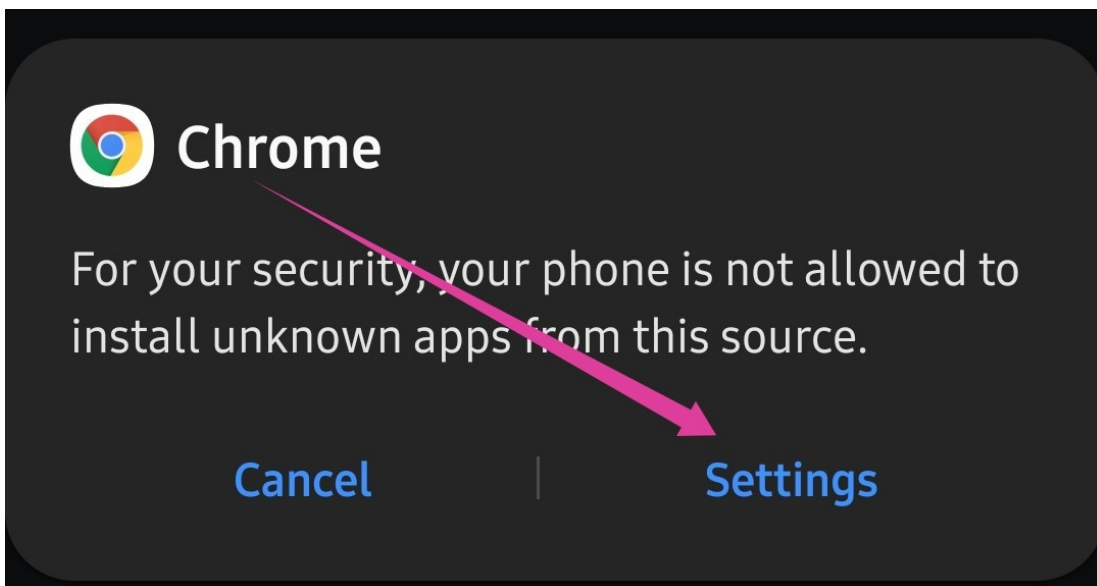 Chrome
For your security, your phone is not allowed to
install unknown apps from this source.
Cancel
Settings